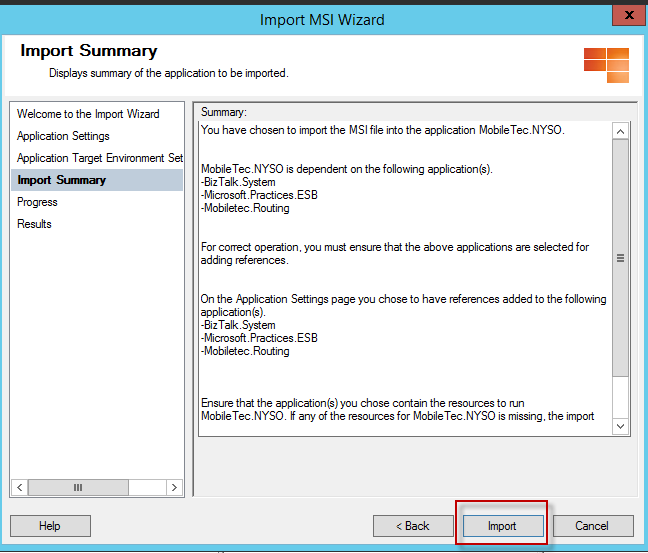 Import MSI Wizard
x
Import Summary
Displays summary of the application to be imported.
Welcome to the Import Wizard
Application Settings
Application Target Environment Set
Import Summary
Progress
Results
Summary:
You have chosen to import the MSI file into the application MobileTec.NYSO.
MobileTec.NYSO is dependent on the following application(s).
-BizTalk.System
-Microsoft.Practices.ESB
-Mobiletec.Routing
For correct operation, you must ensure that the above applications are selected for
adding references.
On the Application Settings page you chose to have references added to the following
application(s).
-BizTalk.System
-Microsoft.Practices.ESB
-Mobiletec.Routing
Ensure that the application(s) you chose contain the resources to run
MobileTec.NYSO. If any of the resources for MobileTec.NYSO is missing, the import
Help
< Back
Import
Cancel